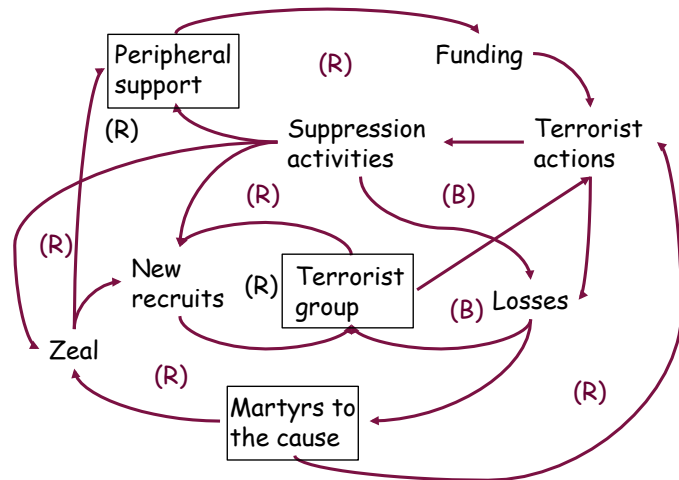 Peripheral
support
(R)
Funding
(R)
Suppression
activities
Terrorist
actions
(R)
(B)
(R)
New
recruits
(R)
Terrorist
group
(B)
Losses
Zeal
(R)
Martyrs to
the cause
(R)